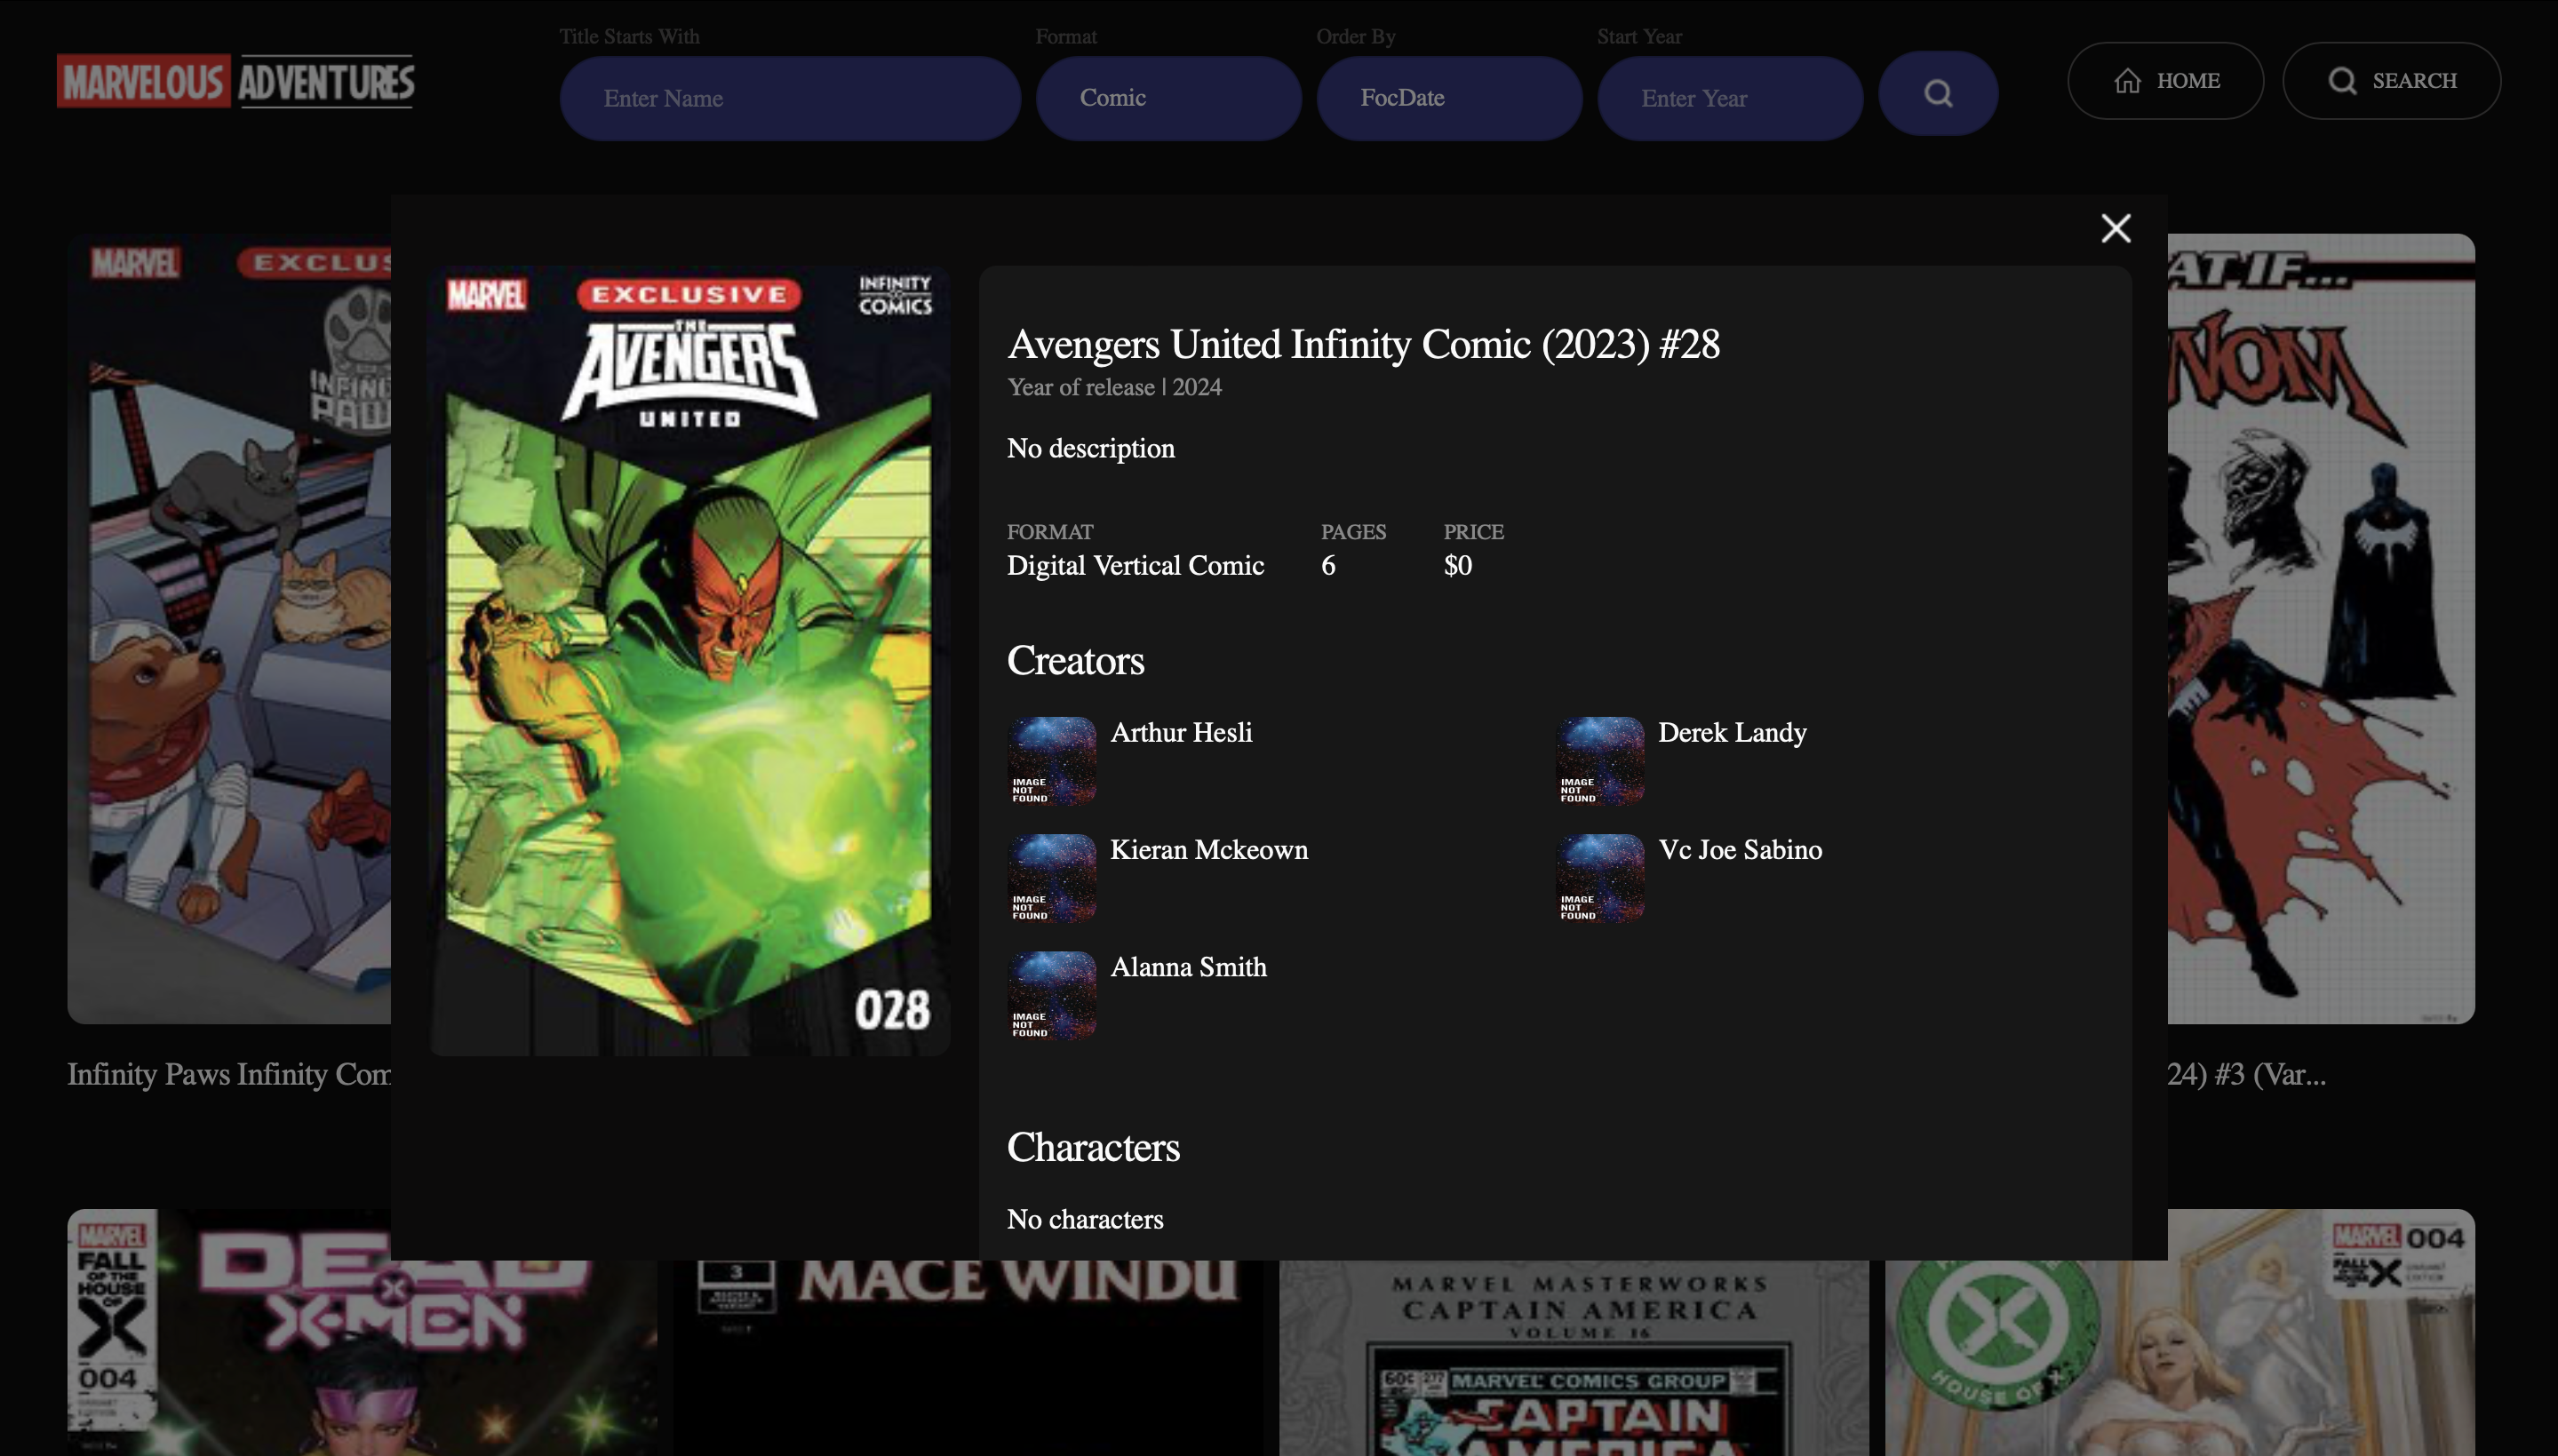 Title Starts With
Format
Order By
Start Year
MARVELOUS ADVENTURES
Enter Name
Comic
FocDate
Enter Year
HOME
SEARCH
MARVEL
EXCLUS
INFINI
PAW
Infinity Paws Infinity Com
MARVEL
EXCLUSIVE
INFINITY
COMICS
THE
AVENGERS
UNITED
028
Avengers United Infinity Comic (2023) #28
Year of release | 2024
No description
FORMAT
PAGES
PRICE
Digital Vertical Comic
6
$0
Creators
Arthur Hesli
Derek Landy
IMAGE
NOT
FOUND
IMAGE
NOT
FOUND
Kieran Mckeown
Vc Joe Sabino
IMAGE
NOT
FOUND
IMAGE
NOT
FOUND
Alanna Smith
IMAGE
NOT
FOUND
Characters
No characters
AT IF...
NOM
24) #3 (Var...
MARVEL
FALL
OF THE
HOUSE
OF
X
004
DEAD
X-MEN
3
MACE WINDU
MARVEL MASTERWORKS
CAPTAIN AMERICA
VOLUME 16
60¢
MARVEL COMICS GROUP
CAPTAIN
AMERICA
HOUSE OF X
MARVEL
004